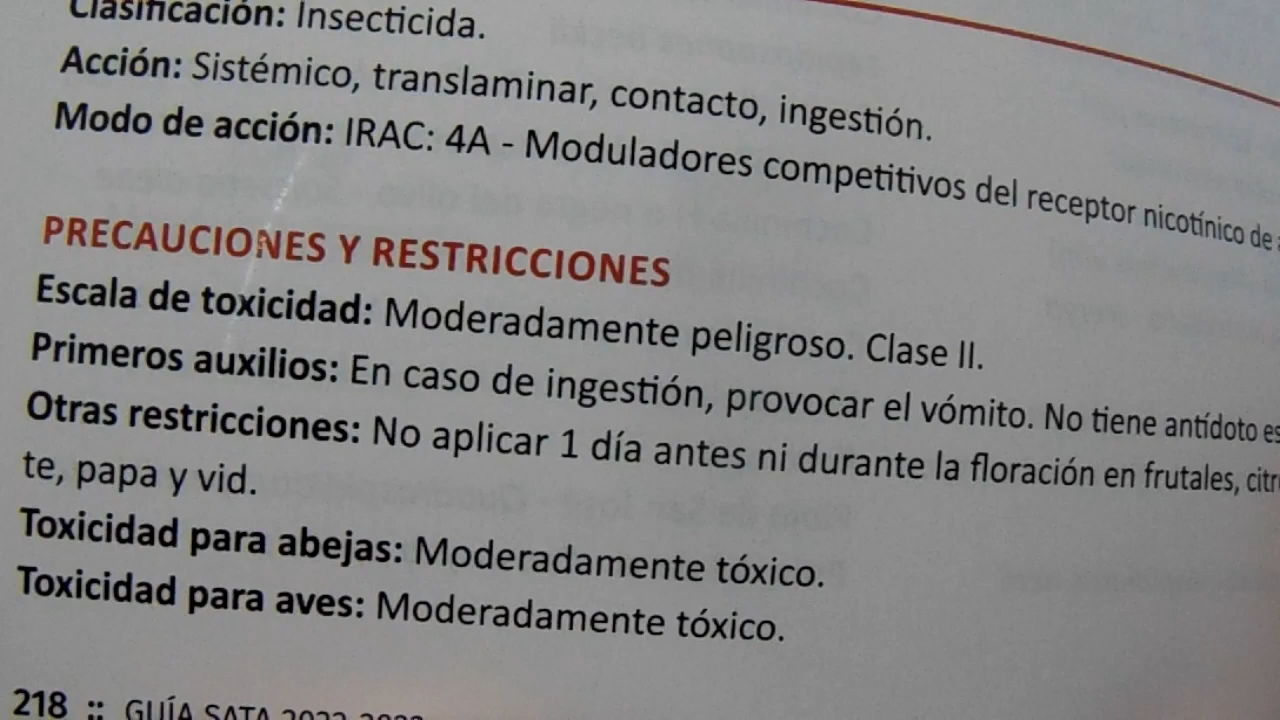 Clasificación: Insecticida.
Acción: Sistémico, translaminar, contacto, ingestión.
Modo de acción: IRAC: 4A - Moduladores competitivos del receptor nicotínico de
PRECAUCIONES Y RESTRICCIONES
Escala de toxicidad: Moderadamente peligroso. Clase II.
Primeros auxilios: En caso de ingestión, provocar el vómito. No tiene antídoto es
Otras restricciones: No aplicar 1 día antes ni durante la floración en frutales, citr
te, papa y vid.
Toxicidad para abejas: Moderadamente tóxico.
Toxicidad para aves: Moderadamente tóxico.
218 :: GUÍA SATA